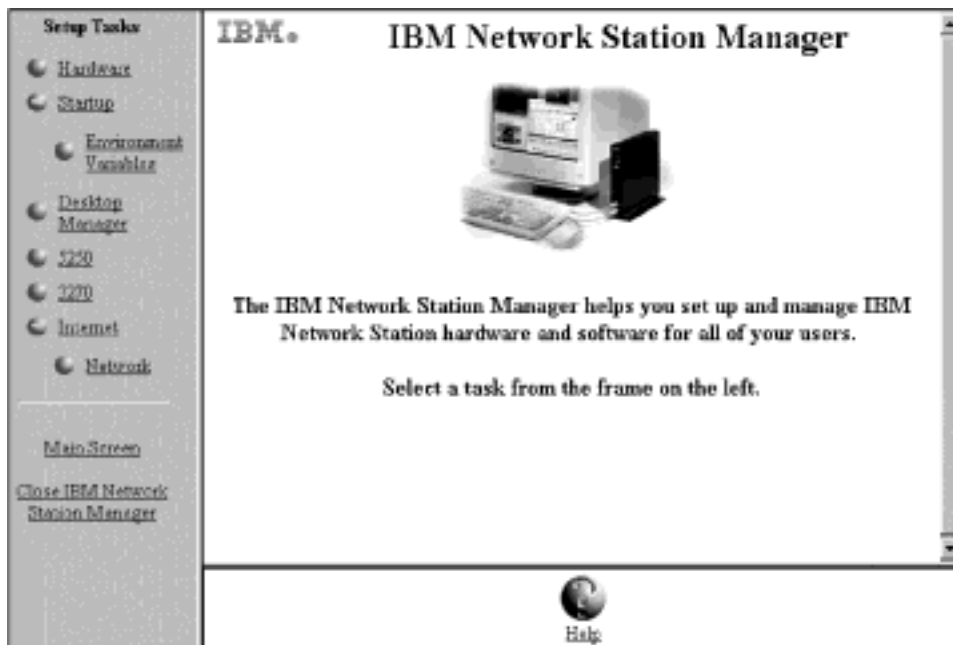 Setup Tasks
Hardware
Startup
Environment
Variables
Desktop
Manager
5250
3270
Internet
Network
Main Screen
Close IBM Network
Station Manager
IBM®
IBM Network Station Manager
The IBM Network Station Manager helps you set up and manage IBM
Network Station hardware and software for all of your users.
Select a task from the frame on the left.
Help